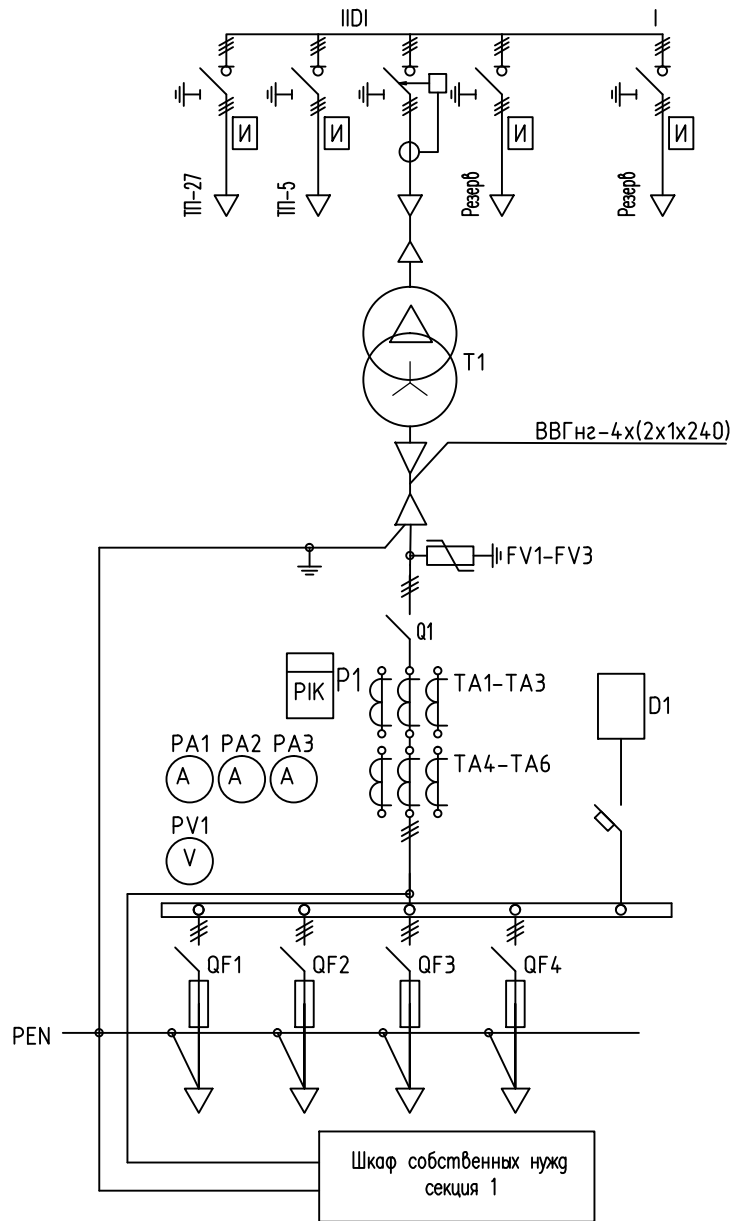 IIDI
I
И
И
И
И
ТП-27
ТП-5
Резерв
Резерв
Т1
ВВГнг-4х(2х1х240)
FV1-FV3
Q1
PIK
P1
TA1-TA3
D1
PA1
PA2
PA3
A
A
A
TA4-TA6
PV1
V
QF1
QF2
QF3
QF4
PEN
Шкаф собственных нужд
секция 1